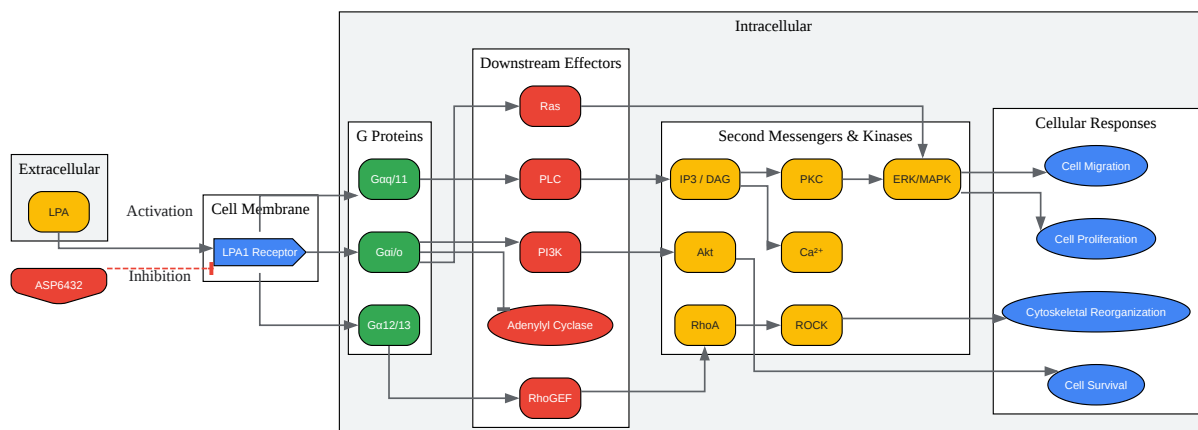 Intracellular
Extracellular
LPA
ASP6432
Activation
Inhibition
Cell Membrane
LPA1 Receptor
G Proteins
Gαq/11
Gαi/o
Gα12/13
Downstream Effectors
Ras
PLC
PI3K
Adenylyl Cyclase
RhoGEF
Second Messengers & Kinases
IP3 / DAG
PKC
ERK/MAPK
Akt
Ca²⁺
RhoA
ROCK
Cellular Responses
Cell Migration
Cell Proliferation
Cytoskeletal Reorganization
Cell Survival